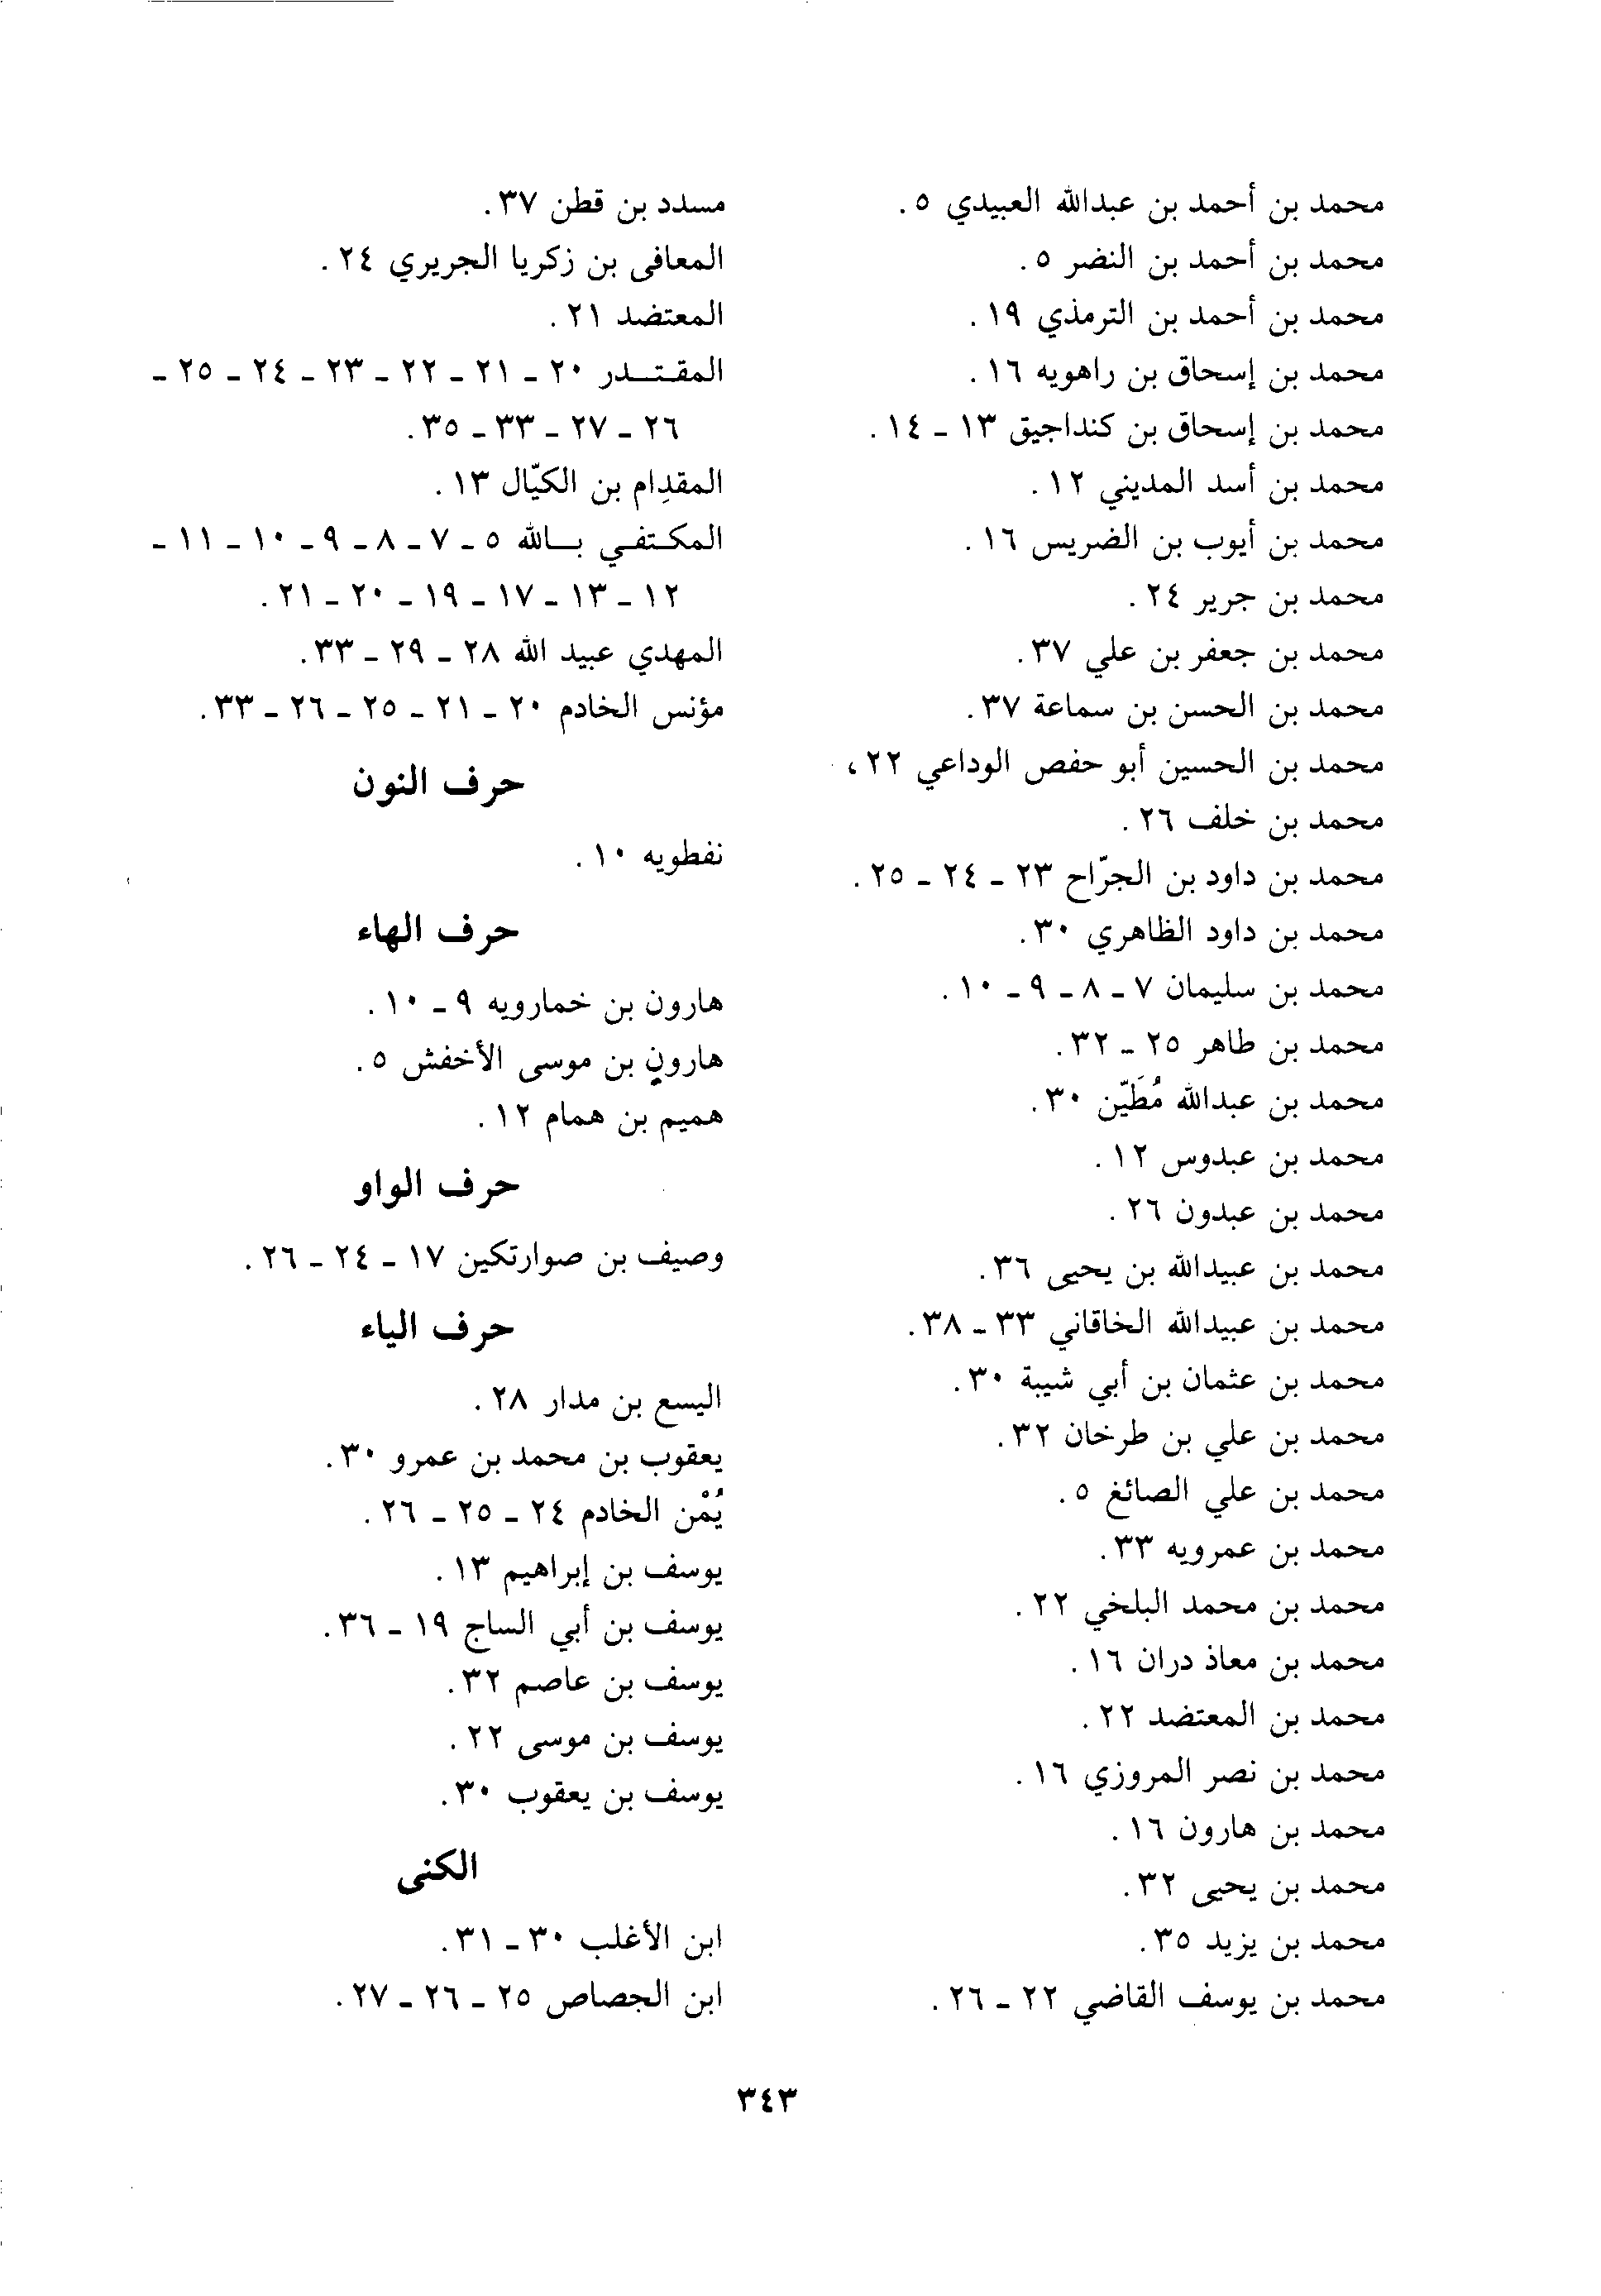 محمد بن أحمد بن عبدالله العبيدي ٥.
محمد بن أحمد بن النضر ٥.
محمد بن أحمد بن الترمذي ١٩.
محمد بن إسحاق بن راهويه ١٦.
محمد بن إسحاق بن كنداجيق ١٣ ـ ١٤.
محمد بن أسد المديني ١٢.
محمد بن أيوب بن الضريس ١٦.
محمد بن جرير ٢٤.
محمد بن جعفر بن علي ٣٧.
محمد بن الحسن بن سماعة ٣٧.
محمد بن الحسين أبو حفص الوداعي ٢٢،
محمد بن خلف ٢٦.
محمد بن داود بن الجرّاح ٢٣ ـ ٢٤ ـ ٢٥.
محمد بن داود الظاهري ٣٠.
محمد بن سليمان ٧ ـ ٨ ـ ٩ ـ ١٠.
محمد بن طاهر ٢٥ ـ ٣٢.
محمد بن عبدالله مُطَيّن ٣٠.
محمد بن عبدوس ١٢.
محمد بن عبدون ٢٦.
محمد بن عبيدالله بن يحيى ٣٦.
محمد بن عبيدالله الخاقاني ٣٣ ـ ٣٨.
محمد بن عثمان بن أبي شيبة ٣٠.
محمد بن علي بن طرخان ٣٢.
محمد بن علي الصائغ ٥.
محمد بن عمرويه ٣٣.
محمد بن محمد البلخي ٢٢.
محمد بن معاذ دران ١٦.
محمد بن المعتضد ٢٢.
محمد بن نصر المروزي ١٦.
محمد بن هارون ١٦.
محمد بن يحيى ٣٢.
محمد بن يزيد ٣٥.
محمد بن يوسف القاضي ٢٢ ـ ٢٦.
مسدد بن قطن ٣٧.
المعافى بن زكريا الجريري ٢٤.
المعتضد ٢١.
المقتدر ٢٠ ـ ٢١ ـ ٢٢ ـ ٢٣ ـ ٢٤ ـ ٢٥ ـ
٢٦ ـ ٢٧ ـ ٣٣ ـ ٣٥.
المقدام بن الكيّال ١٣.
المكتفي بالله ٥ ـ ٧ ـ ٨ ـ ٩ ـ ١٠ ـ ١١ ـ
١٢ ـ ١٣ ـ ١٧ ـ ١٩ ـ ٢٠ ـ ٢١.
المهدي عبيد الله ٢٨ ـ ٢٩ ـ ٣٣.
مؤنس الخادم ٢٠ ـ ٢١ ـ ٢٥ ـ ٢٦ ـ ٣٣.
حرف النون
نفطويه ١٠.
حرف الهاء
هارون بن خمارويه ٩ ـ ١٠.
هارون بن موسى الأخفش ٥.
هميم بن همام ١٢.
حرف الواو
وصيف بن صوارتكين ١٧ ـ ٢٤ ـ ٢٦.
حرف الياء
اليسع بن مدار ٢٨.
يعقوب بن محمد بن عمرو ٣٠.
يُمْن الخادم ٢٤ ـ ٢٥ ـ ٢٦.
يوسف بن إبراهيم ١٣.
يوسف بن أبي الساج ١٩ ـ ٣٦.
يوسف بن عاصم ٣٢.
يوسف بن موسى ٢٢.
يوسف بن يعقوب ٣٠.
الكنى
ابن الأغلب ٣٠ ـ ٣١.
ابن الجصاص ٢٥ ـ ٢٦ ـ ٢٧.
٣٤٣